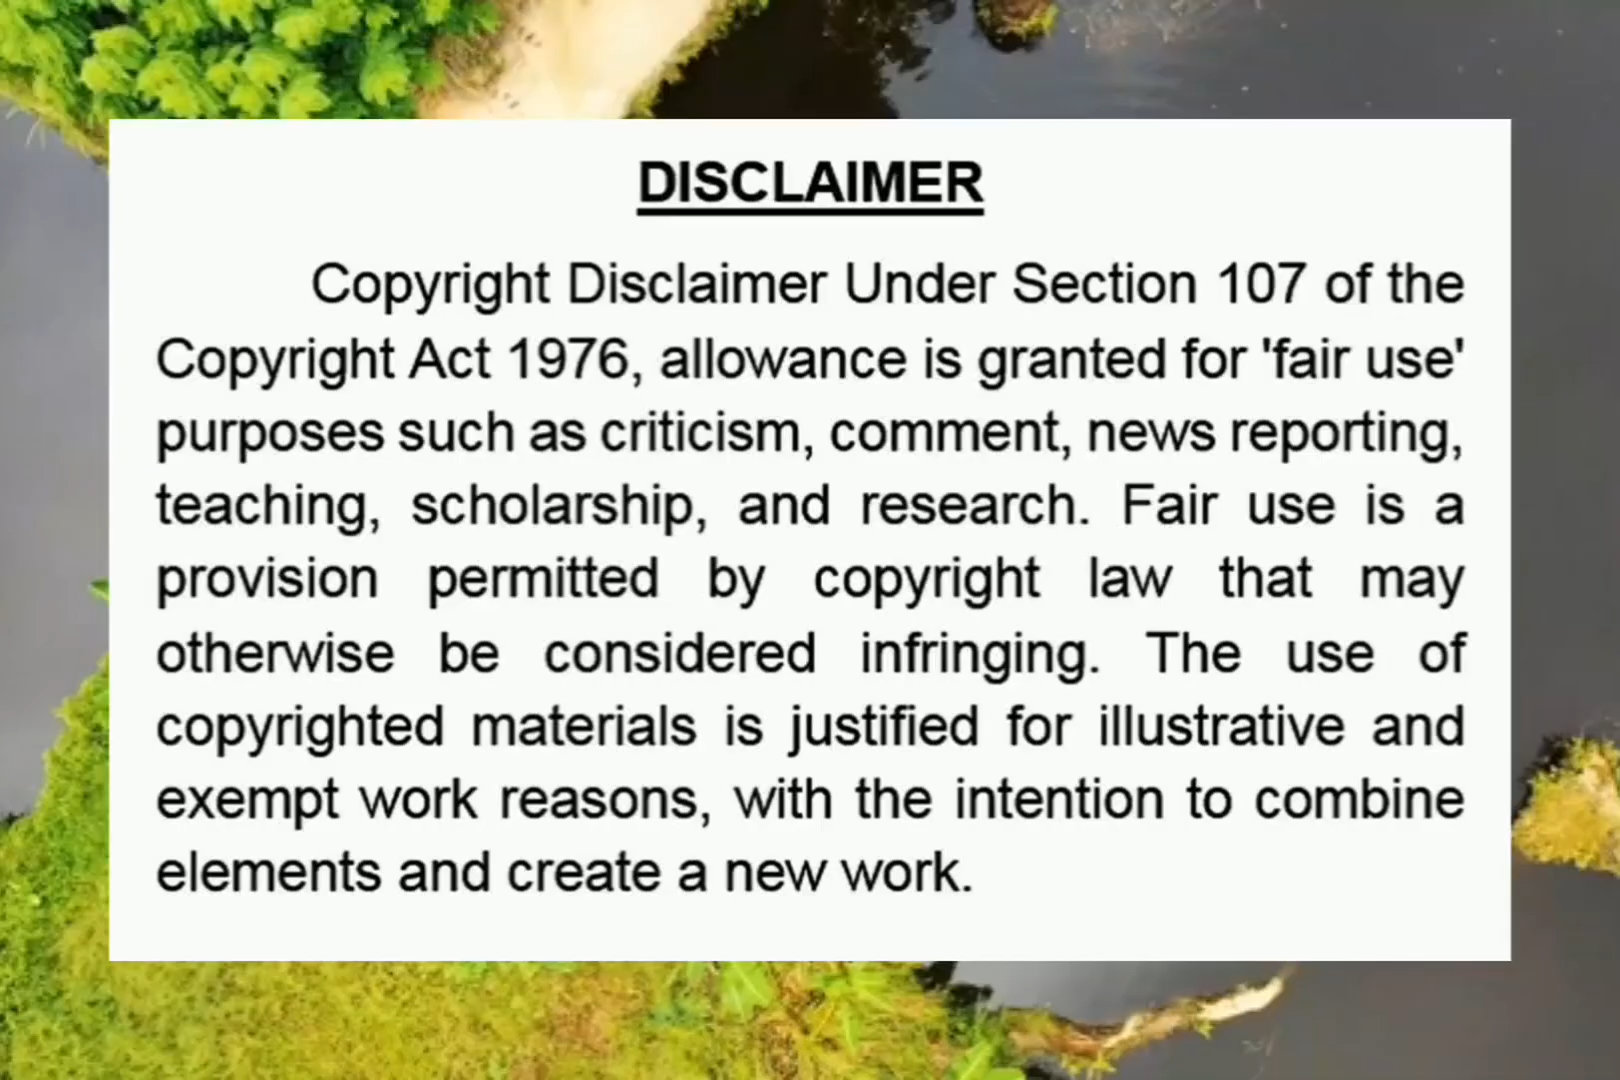 DISCLAIMER
Copyright Disclaimer Under Section 107 of the
Copyright Act 1976, allowance is granted for 'fair use'
purposes such as criticism, comment, news reporting,
teaching, scholarship, and research. Fair use is a
provision permitted by copyright law that may
otherwise be considered infringing. The use of
copyrighted materials is justified for illustrative and
exempt work reasons, with the intention to combine
elements and create a new work.